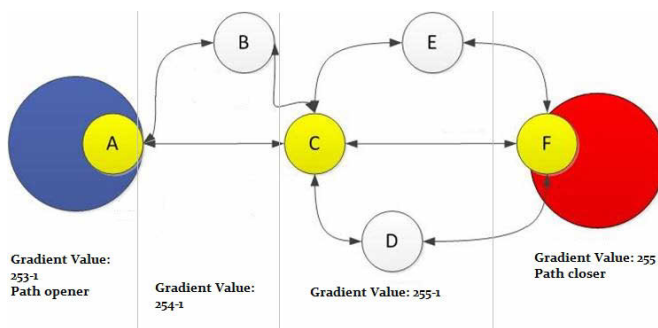 B
E
A
C
F
D
Gradient Value:
253-1
Path opener
Gradient Value:
254-1
Gradient Value: 255-1
Gradient Value: 255
Path closer